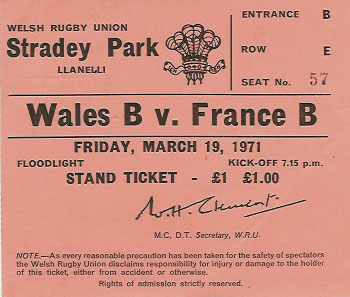 WELSH RUGBY UNION
Stradey Park
LLANELLI
ENTRANCE B
ROW E
SEAT No. 57
Wales B v. France B
FRIDAY, MARCH 19, 1971
FLOODLIGHT KICK-OFF 7.15 p.m.
STAND TICKET - £1 £1.00
W.H. Clement.
M.C., D.T. Secretary, W.R.U.
NOTE.—As every reasonable precaution has been taken for the safety of spectators
the Welsh Rugby Union disclaims responsibility for injury or damage to the holder
of this ticket, either from accident or otherwise.
Rights of admission strictly reserved.